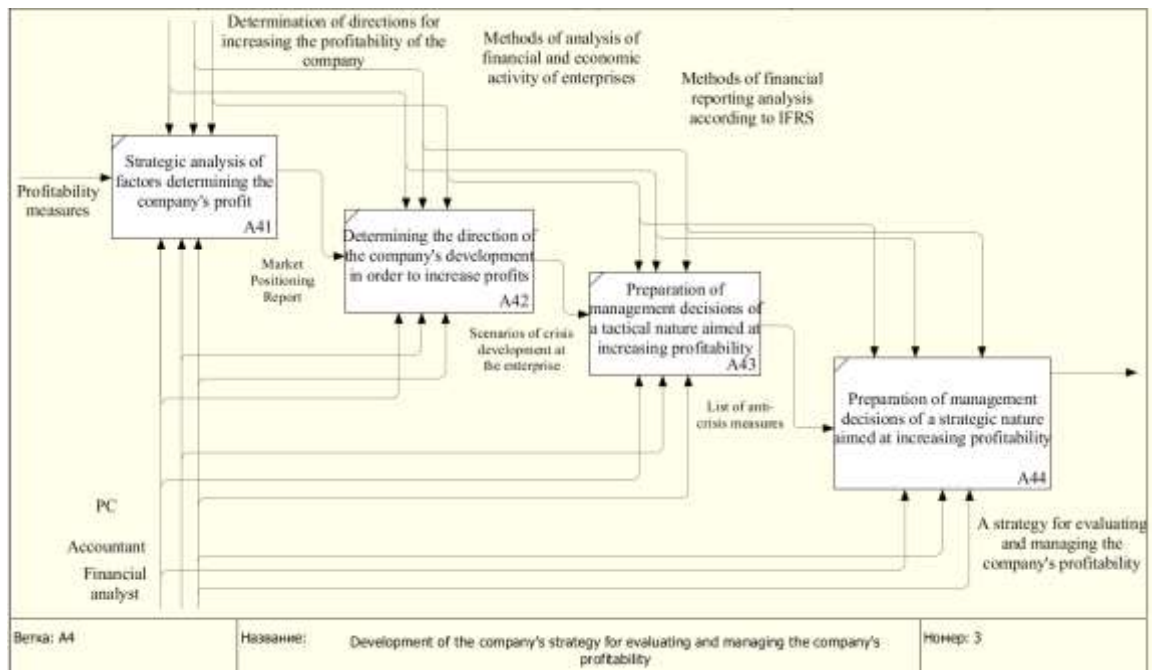 Determination of directions for
increasing the profitability of the
company
Methods of analysis of
financial and economic
activity of enterprises
Methods of financial
reporting analysis
according to IFRS
Profitability
measures
Strategic analysis of
factors determining the
company's profit
A41
Market
Positioning
Report
Determining the direction of
the company's development
in order to increase profits
A42
Scenarios of crisis
development at
the enterprise
Preparation of
management decisions of
a tactical nature aimed at
increasing profitability
A43
List of anti-
crisis measures
Preparation of management
decisions of a strategic nature
aimed at increasing profitability
A44
A strategy for evaluating
and managing the
company's profitability
PC
Accountant
Financial
analyst
Ветка: A4
Название:
Development of the company's strategy for evaluating and managing the company's
profitability
Номер: 3